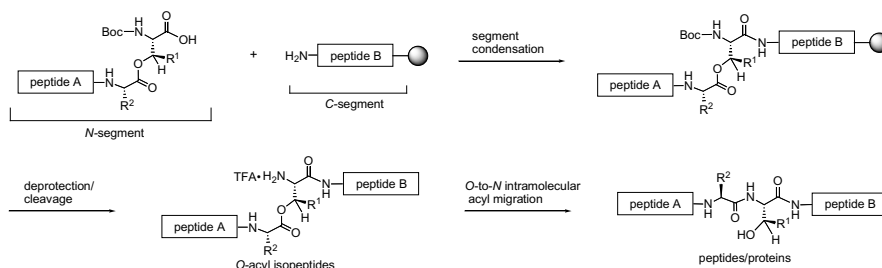 Boc
H
N
O
OH
O
H
R¹
peptide A
H
N
O
R²
N-segment
+
H₂N
peptide B
C-segment
segment
condensation
Boc
H
N
O
N
H
peptide B
O
H
R¹
peptide A
H
N
O
R²
deprotection/
cleavage
TFA• H₂N
O
N
H
peptide B
O
H
R¹
peptide A
H
N
O
R²
O-acyl isopeptides
O-to-N intramolecular
acyl migration
peptide A
N
H
R²
O
H
N
O
N
H
peptide B
HO
H
R¹
peptides/proteins